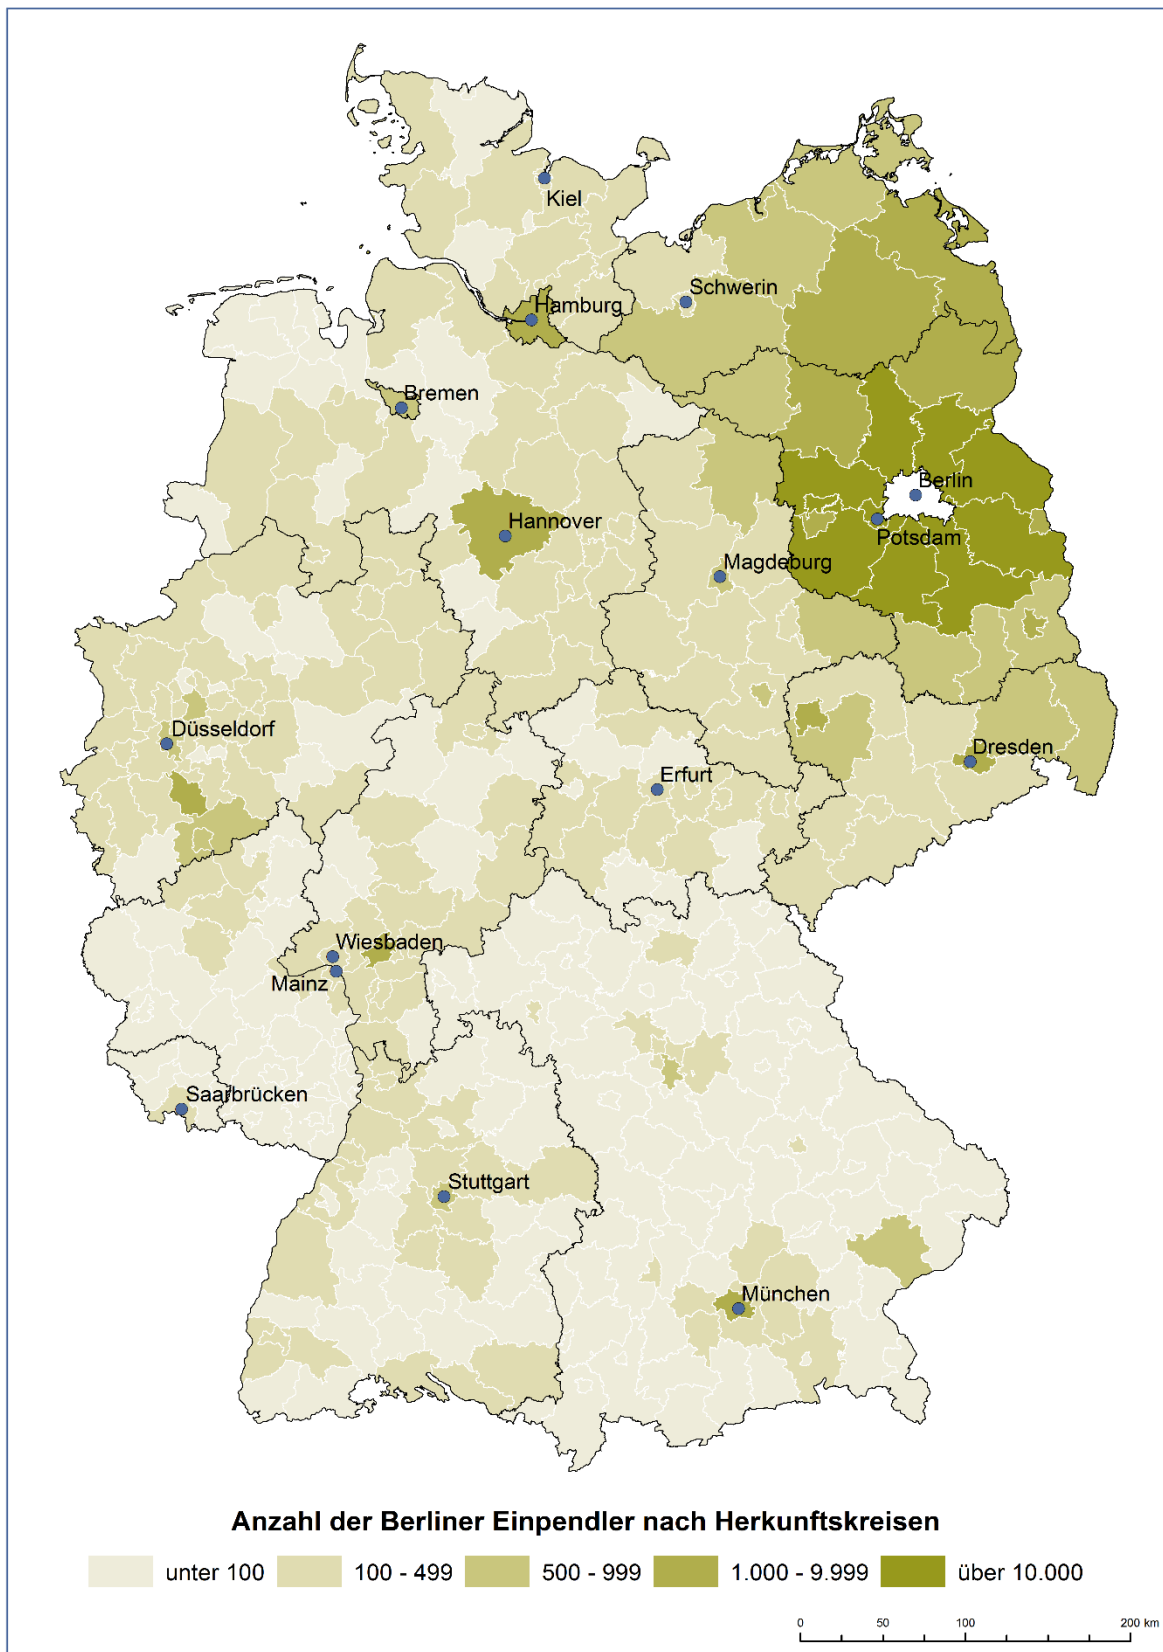 Kiel
Schwerin
Hamburg
Bremen
Berlin
Hannover
Potsdam
Magdeburg
Düsseldorf
Dresden
Erfurt
Wiesbaden
Mainz
Saarbrücken
Stuttgart
München
Anzahl der Berliner Einpendler nach Herkunftskreisen
unter 100 100 - 499 500 - 999 1.000 - 9.999 über 10.000
0 50 100 200 km